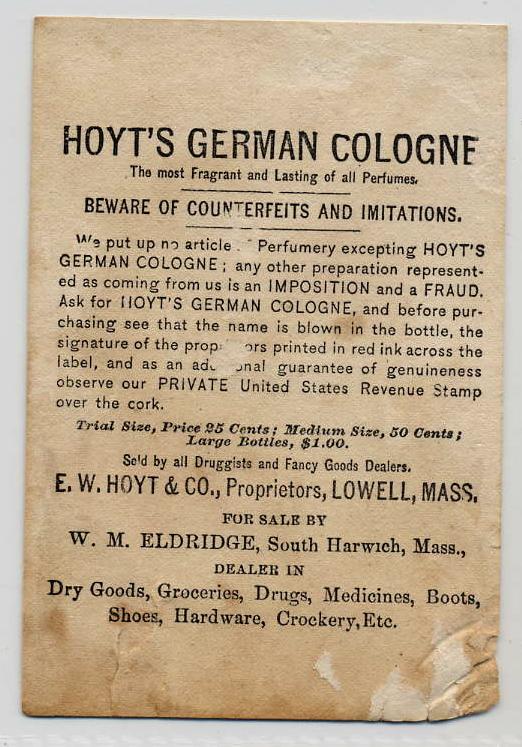 HOYT'S GERMAN COLOGNE
The most Fragrant and Lasting of all Perfumes.
BEWARE OF COUNTERFEITS AND IMITATIONS.
We put up no article Perfumery excepting HOYT'S
GERMAN COLOGNE; any other preparation represent-
ed as coming from us is an IMPOSITION and a FRAUD.
Ask for HOYT'S GERMAN COLOGNE, and before pur-
chasing see that the name is blown in the bottle, the
signature of the prop ors printed in red ink across the
label, and as an ad onal guarantee of genuineness
observe our PRIVATE United States Revenue Stamp
over the cork.
Trial Size, Price 25 Cents; Medium Size, 50 Cents;
Large Bottles, $1.00.
Sold by all Druggists and Fancy Goods Dealers.
E. W. HOYT & CO., Proprietors, LOWELL, MASS.
FOR SALE BY
W. M. ELDRIDGE, South Harwich, Mass.,
DEALER IN
Dry Goods, Groceries, Drugs, Medicines, Boots,
Shoes, Hardware, Crockery, Etc.